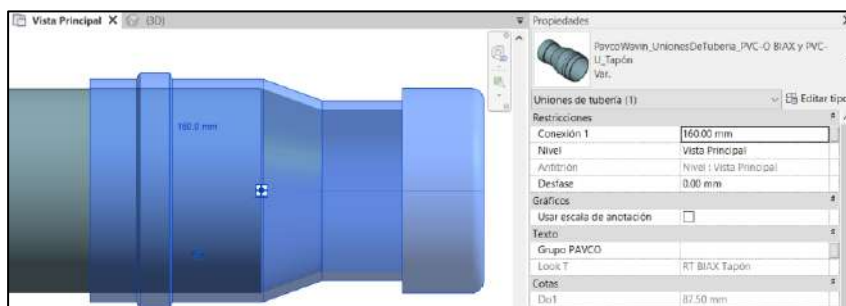 Vista Principal
{3D}
160.0 mm
Propiedades
PavcoWavin_UnionesDeTuberia_PVC-O BIAX y PVC-
U_Tapón
Var.
Uniones de tubería (1)
Editar tipo
Restricciones
Conexión 1 160.00 mm
Nivel Vista Principal
Anfitrión Nivel : Vista Principal
Desfase 0.00 mm
Gráficos
Usar escala de anotación
Texto
Grupo PAVCO
Look T RT BIAX Tapón
Cotas
Do1 87.50 mm